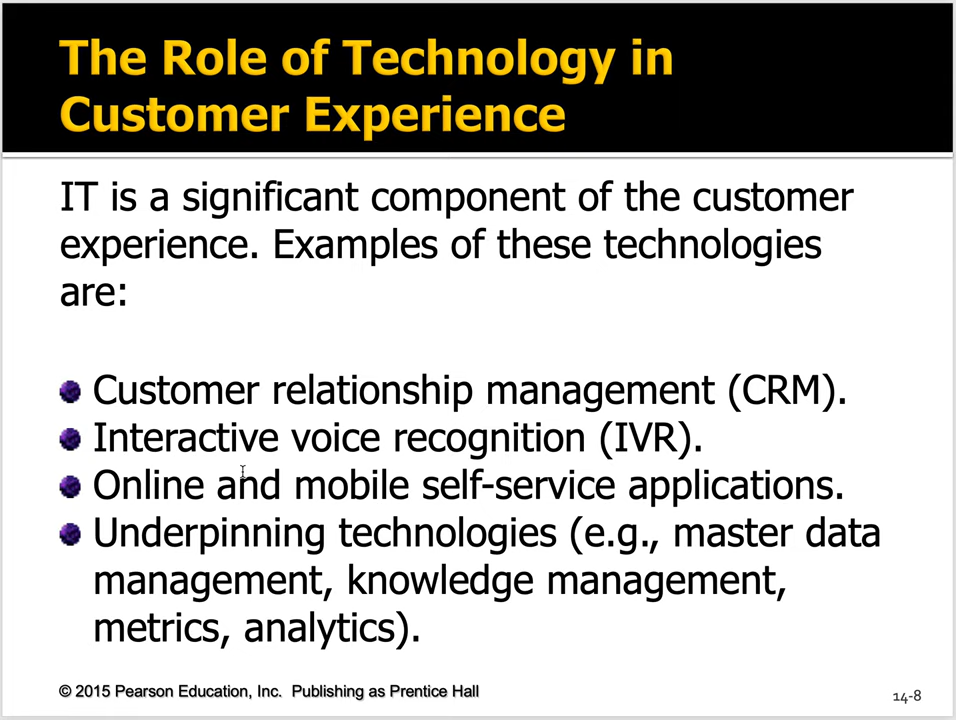 The Role of Technology in
Customer Experience
IT is a significant component of the customer
experience. Examples of these technologies
are:
Customer relationship management (CRM).
Interactive voice recognition (IVR).
Online and mobile self-service applications.
Underpinning technologies (e.g., master data
management, knowledge management,
metrics, analytics).
© 2015 Pearson Education, Inc. Publishing as Prentice Hall
14-8